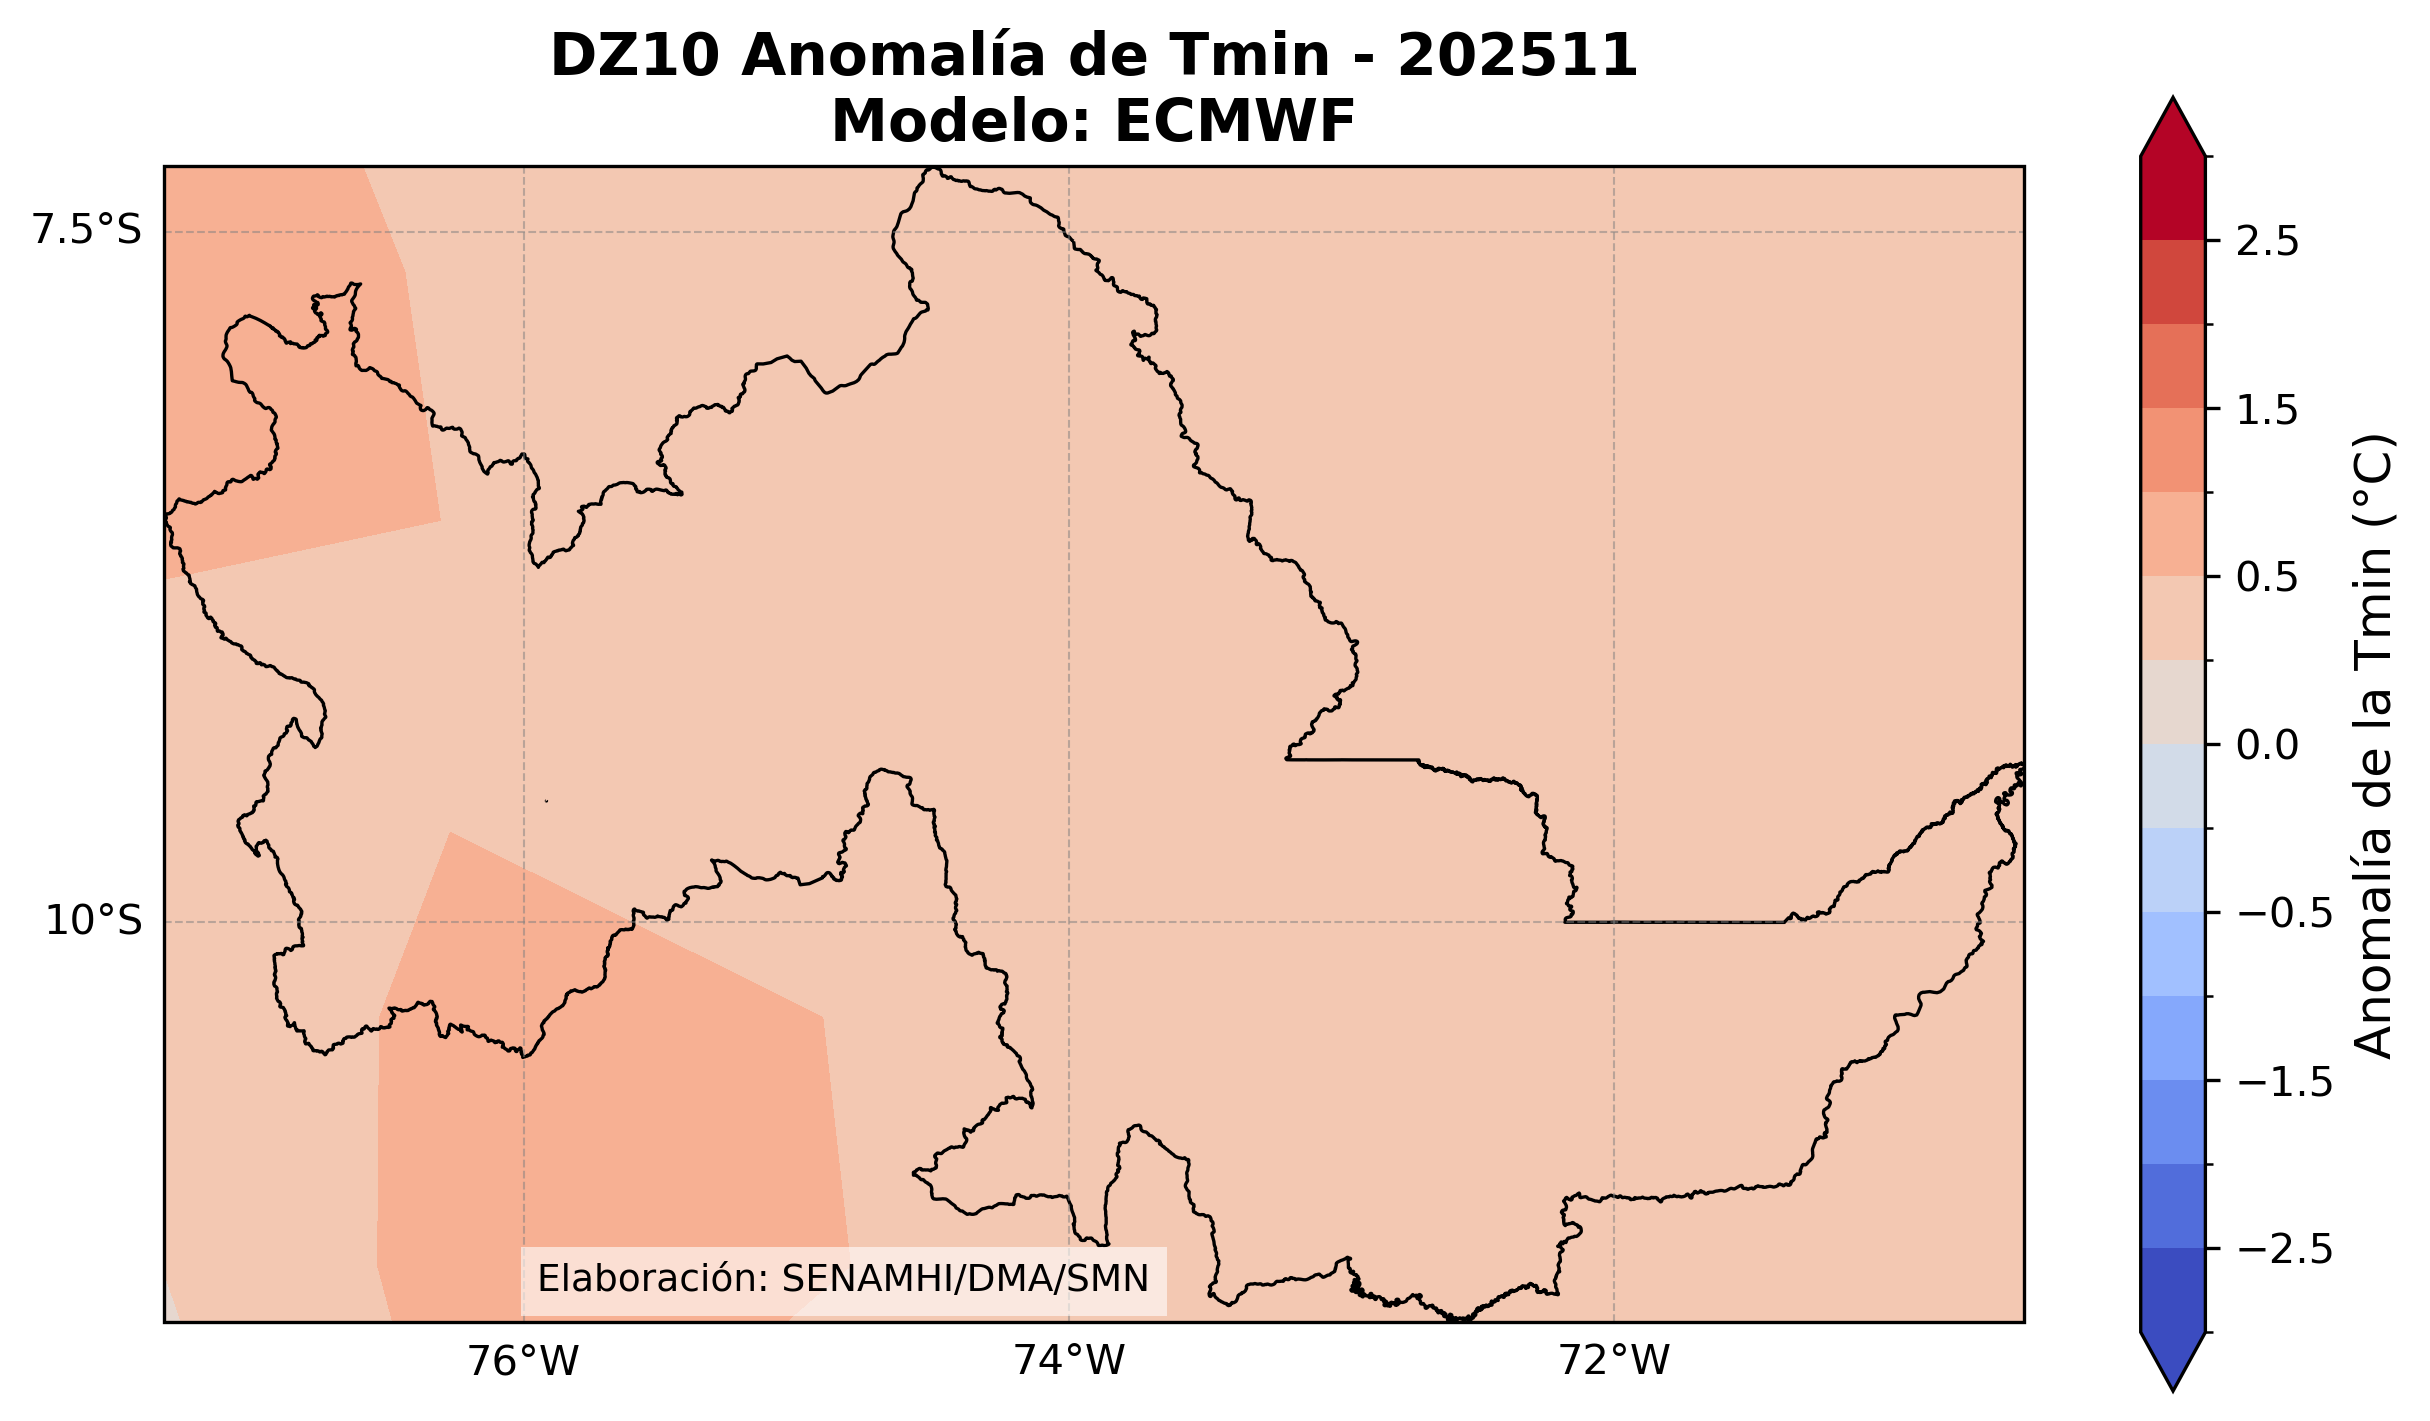 DZ10 Anomalía de Tmin - 202511
Modelo: ECMWF
7.5°S
10°S
76°W
74°W
72°W
Elaboración: SENAMHI/DMA/SMN
2.5
1.5
0.5
0.0
−0.5
−1.5
−2.5
Anomalía de la Tmin (°C)